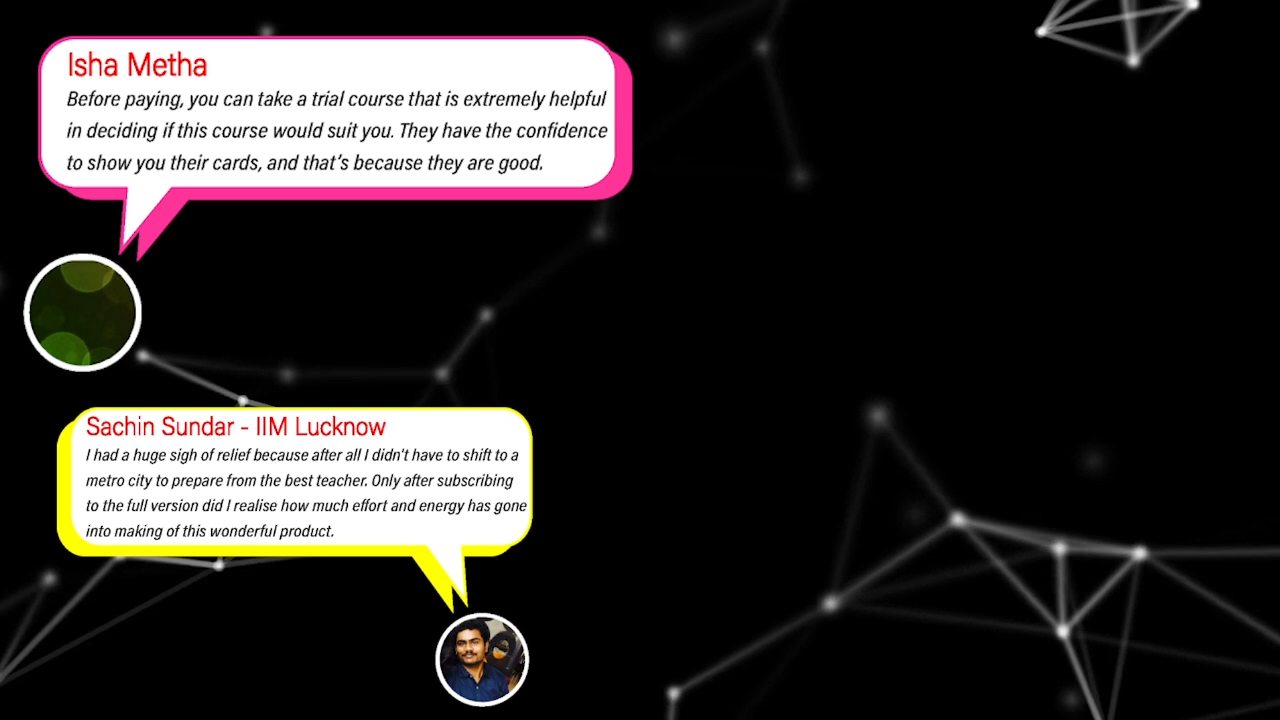 Isha Metha
Before paying, you can take a trial course that is extremely helpful
in deciding if this course would suit you. They have the confidence
to show you their cards, and that's because they are good.
Sachin Sundar - IIM Lucknow
I had a huge sigh of relief because after all I didn't have to shift to a
metro city to prepare from the best teacher. Only after subscribing
to the full version did I realise how much effort and energy has gone
into making of this wonderful product.